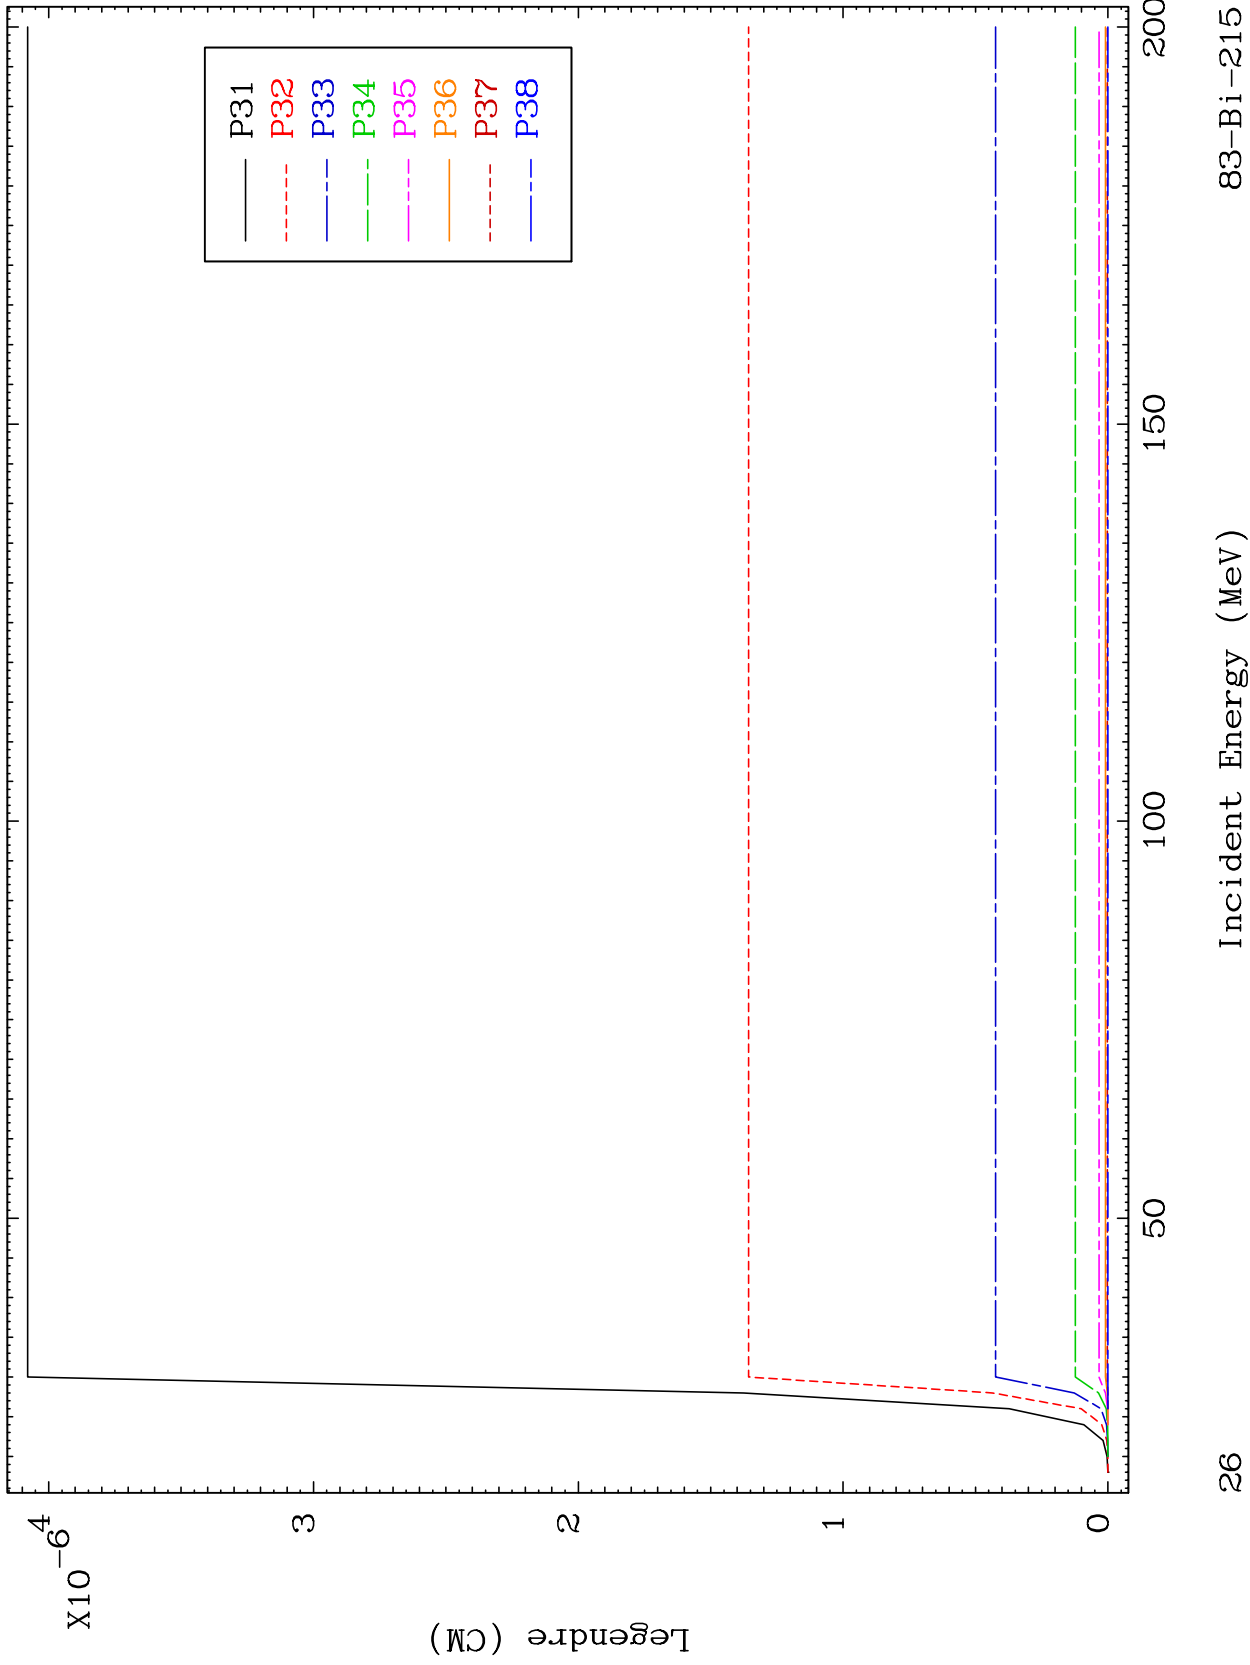 X10
-6
4
3
2
1
0
Legendre (CM)
P31
P32
P33
P34
P35
P36
P37
P38
50
100
150
200
Incident Energy (MeV)
26
83-Bi-215